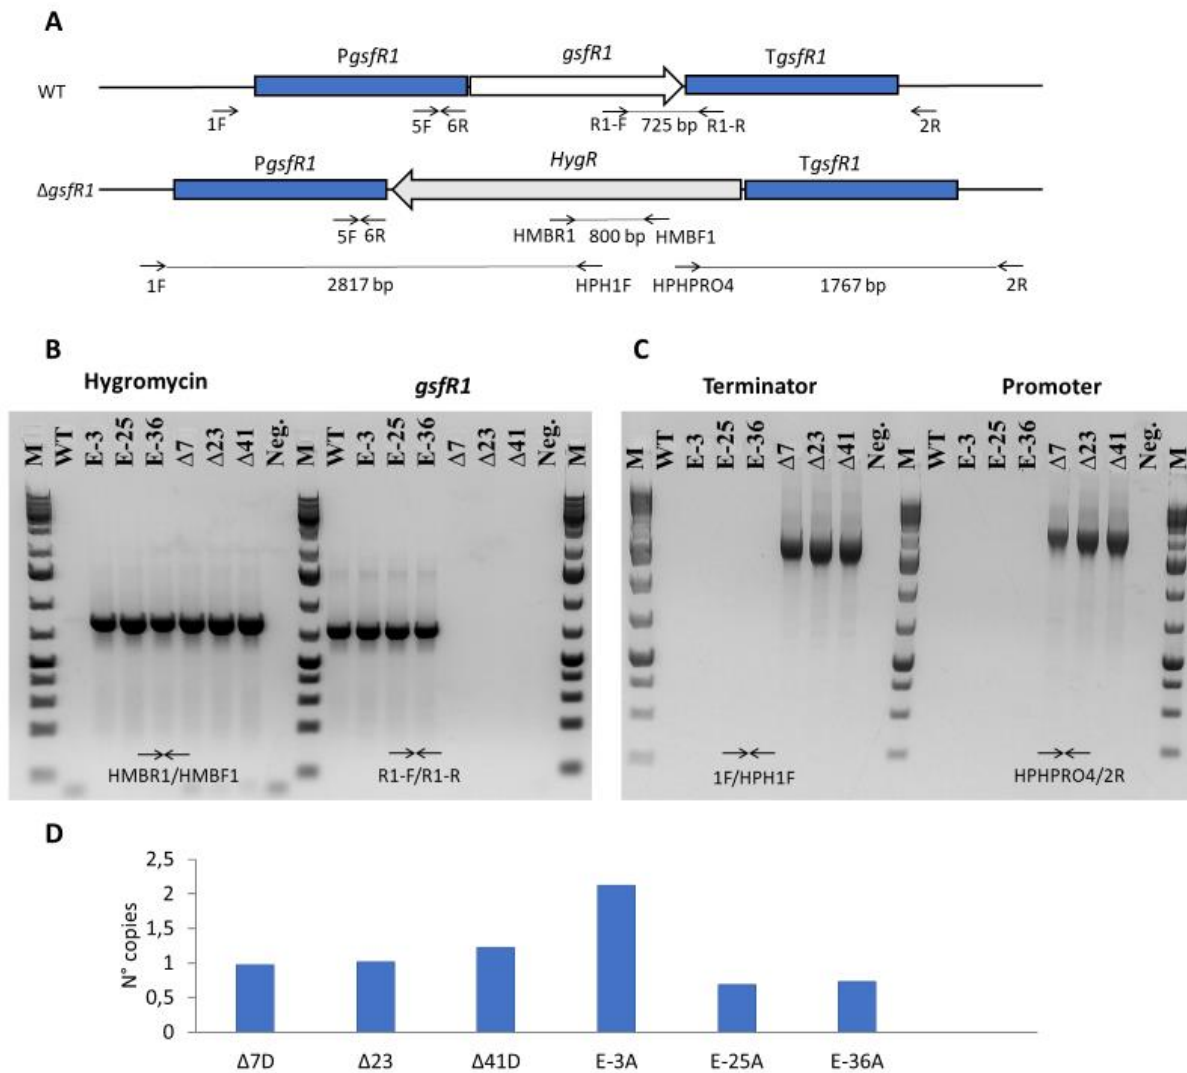 A
PgsfR1 gsfR1 TgsfR1
WT
1F 5F 6R R1-F 725 bp R1-R 2R
PgsfR1 HygR TgsfR1
ΔgsfR1
5F 6R HMBR1 800 bp HMBF1
1F 2817 bp HPH1F HPHPRO4 1767 bp 2R
B
Hygromycin gsfR1
M WT E-3 E-25 E-36 Δ7 Δ23 Δ41 Neg. M WT E-3 E-25 E-36 Δ7 Δ23 Δ41 Neg. M
HMBR1/HMBF1 R1-F/R1-R
C
Terminator Promoter
M WT E-3 E-25 E-36 Δ7 Δ23 Δ41 Neg. M WT E-3 E-25 E-36 Δ7 Δ23 Δ41 Neg. M
1F/HPH1F HPHPRO4/2R
D
N° copies
2,5
2
1,5
1
0,5
0
Δ7D Δ23 Δ41D E-3A E-25A E-36A